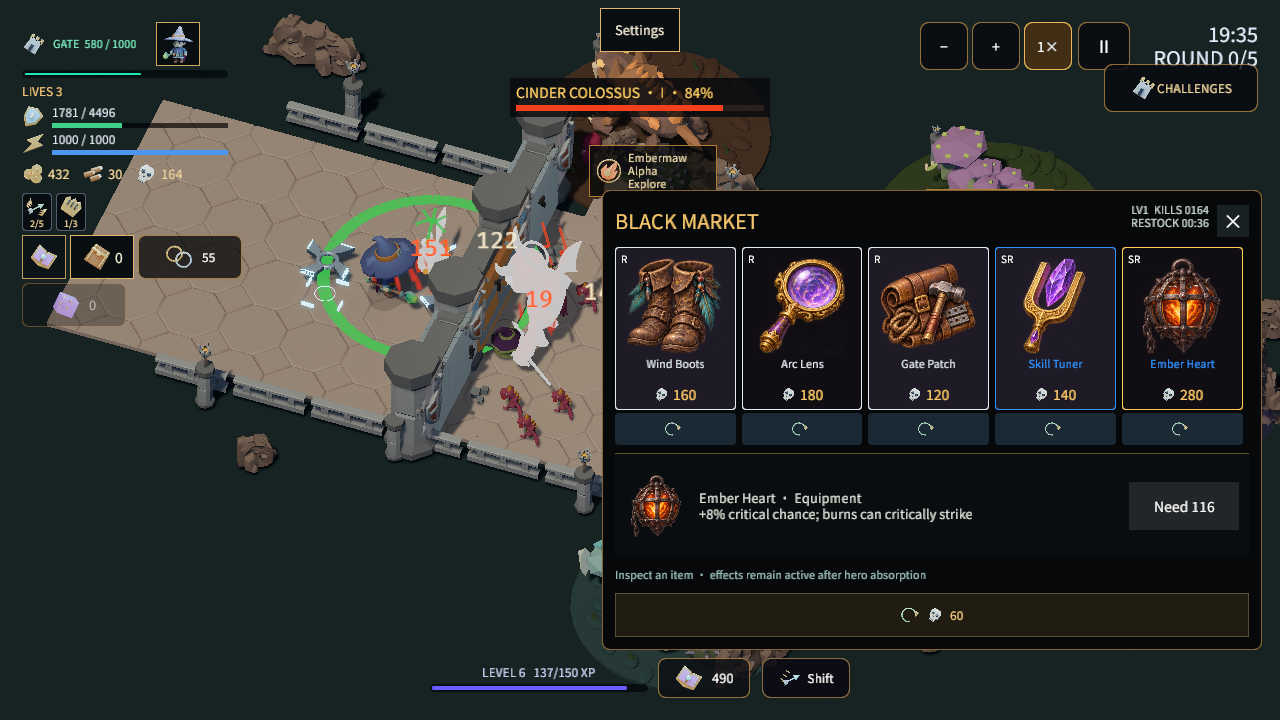 GATE 580 / 1000
LIVES 3
1781 / 4496
1000 / 1000
432
30
164
2/5
1/3
0
55
0
Settings
CINDER COLOSSUS • I • 84%
Embermaw
Alpha
Explore
−
+
1×
19:35
ROUND 0/5
CHALLENGES
151
122
19
BLACK MARKET
LV1 KILLS 0164
RESTOCK 00:36
R
R
R
SR
SR
Wind Boots
Arc Lens
Gate Patch
Skill Tuner
Ember Heart
160
180
120
140
280
Ember Heart • Equipment
+8% critical chance; burns can critically strike
Need 116
Inspect an item • effects remain active after hero absorption
60
LEVEL 6 137/150 XP
490
Shift